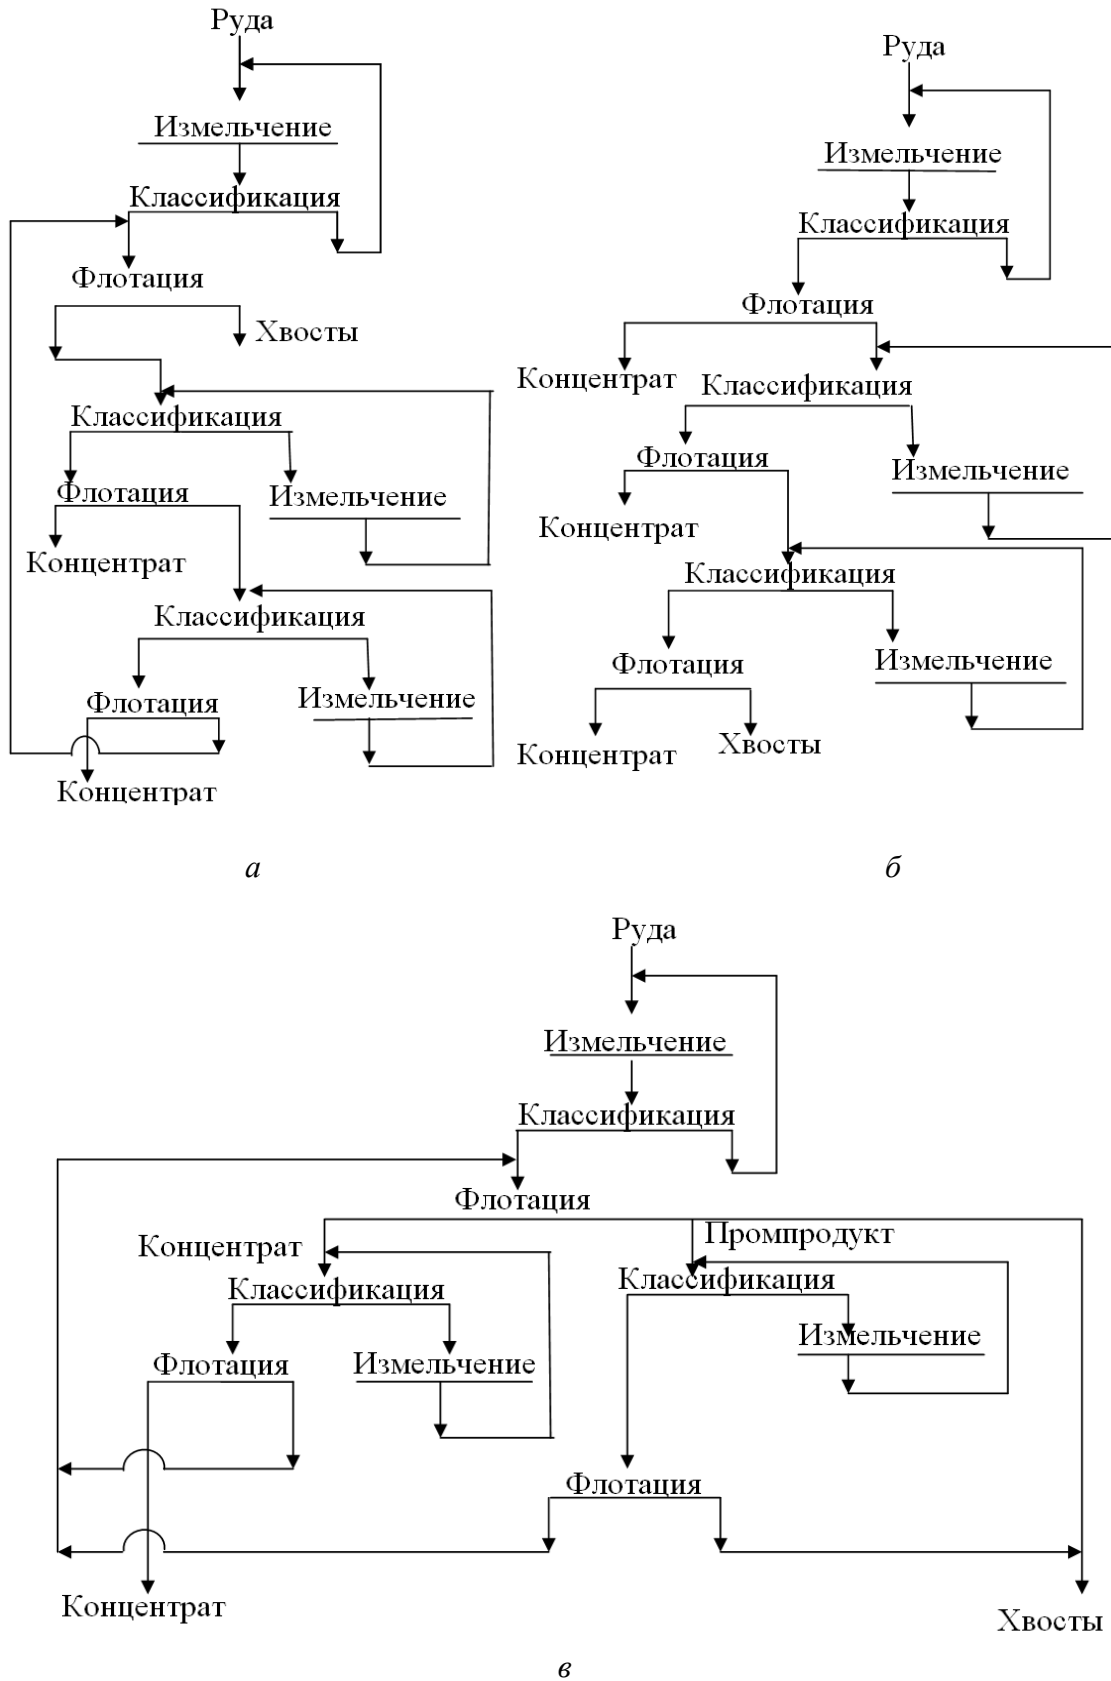 Руда
Измельчение
Классификация
Флотация
Хвосты
Классификация
Флотация
Измельчение
Концентрат
Классификация
Флотация
Измельчение
Концентрат
а
Руда
Измельчение
Классификация
Флотация
Концентрат
Классификация
Флотация
Измельчение
Концентрат
Классификация
Флотация
Измельчение
Концентрат
Хвосты
б
Руда
Измельчение
Классификация
Флотация
Концентрат
Промпродукт
Классификация
Классификация
Измельчение
Флотация
Измельчение
Флотация
Концентрат
Хвосты
в